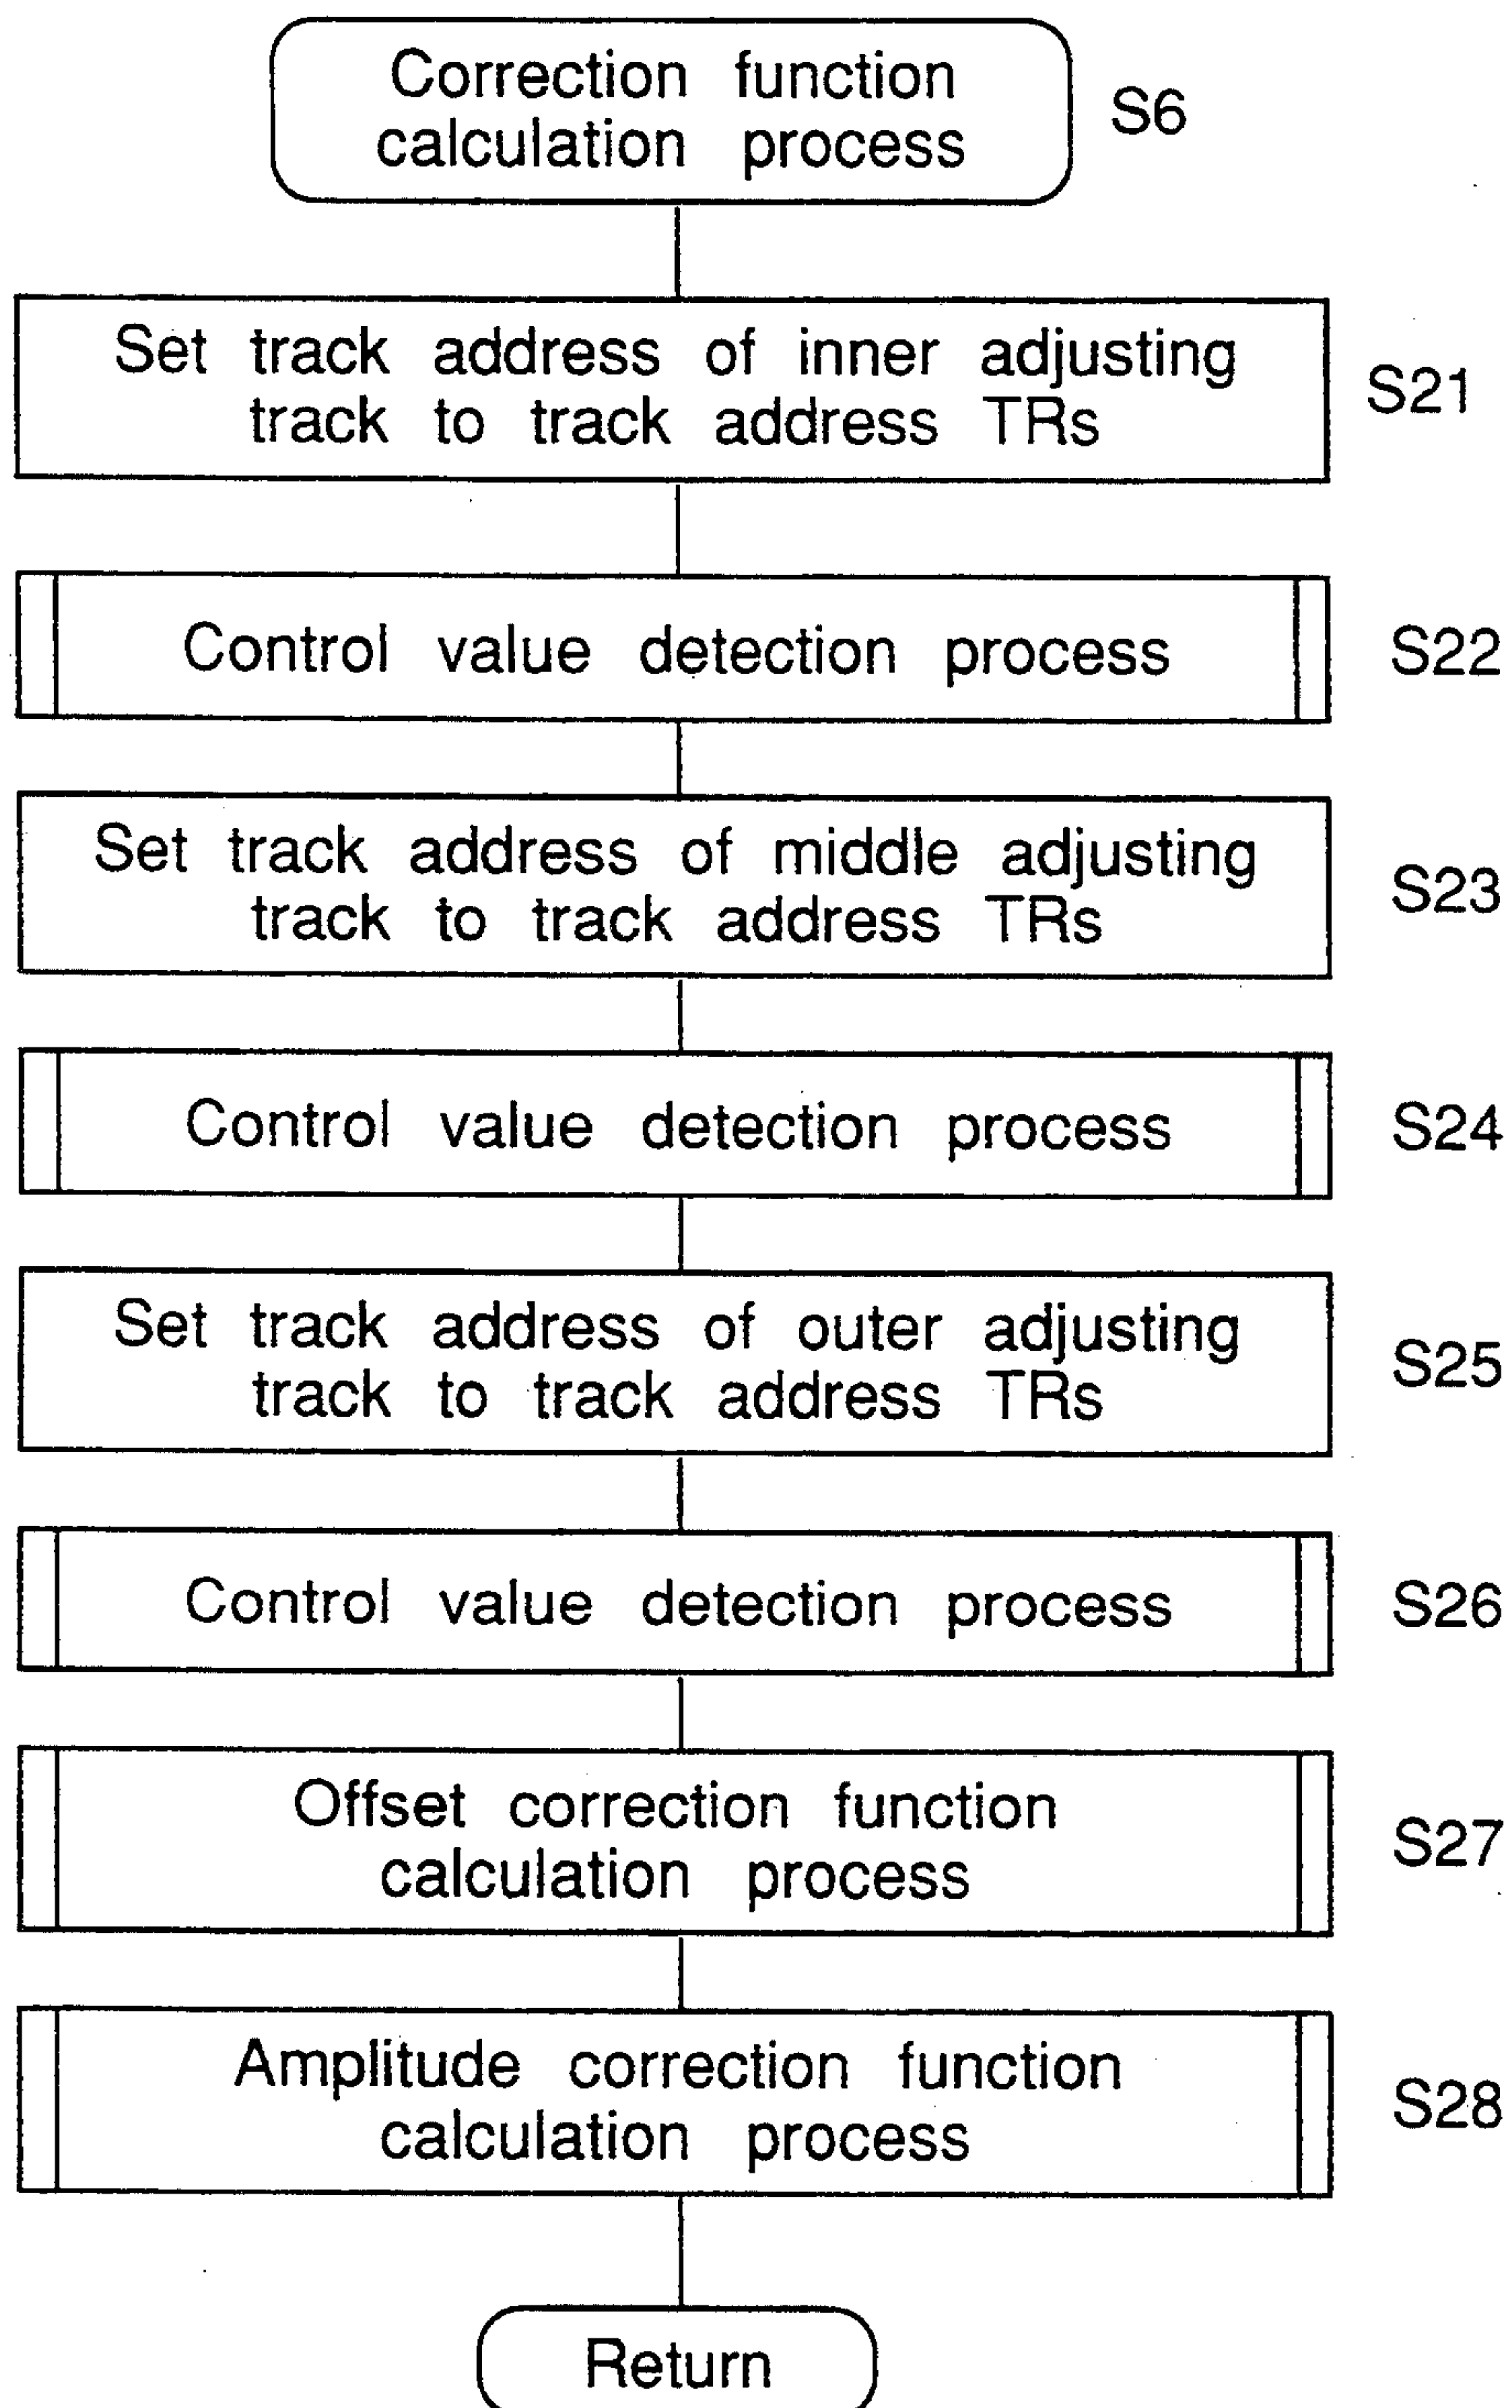 Correction function
calculation process
S6
Set track address of inner adjusting
track to track address TRs
S21
Control value detection process
S22
Set track address of middle adjusting
track to track address TRs
S23
Control value detection process
S24
Set track address of outer adjusting
track to track address TRs
S25
Control value detection process
S26
Offset correction function
calculation process
S27
Amplitude correction function
calculation process
S28
Return